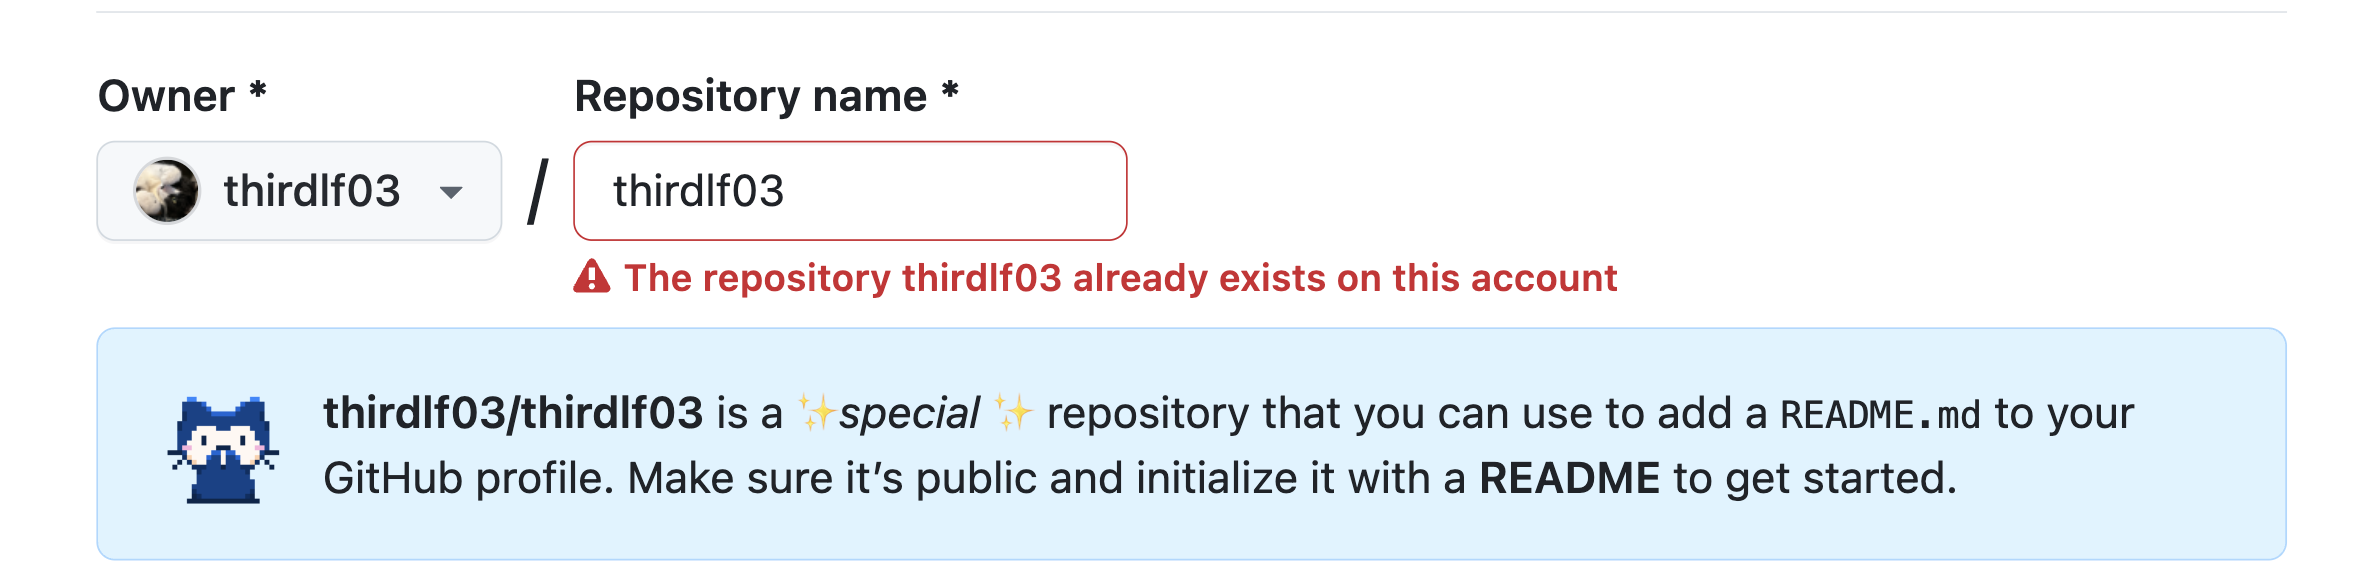 Owner *
Repository name *
thirdlf03
/
thirdlf03
The repository thirdlf03 already exists on this account
thirdlf03/thirdlf03 is a ✨special ✨ repository that you can use to add a README.md to your
GitHub profile. Make sure it’s public and initialize it with a README to get started.